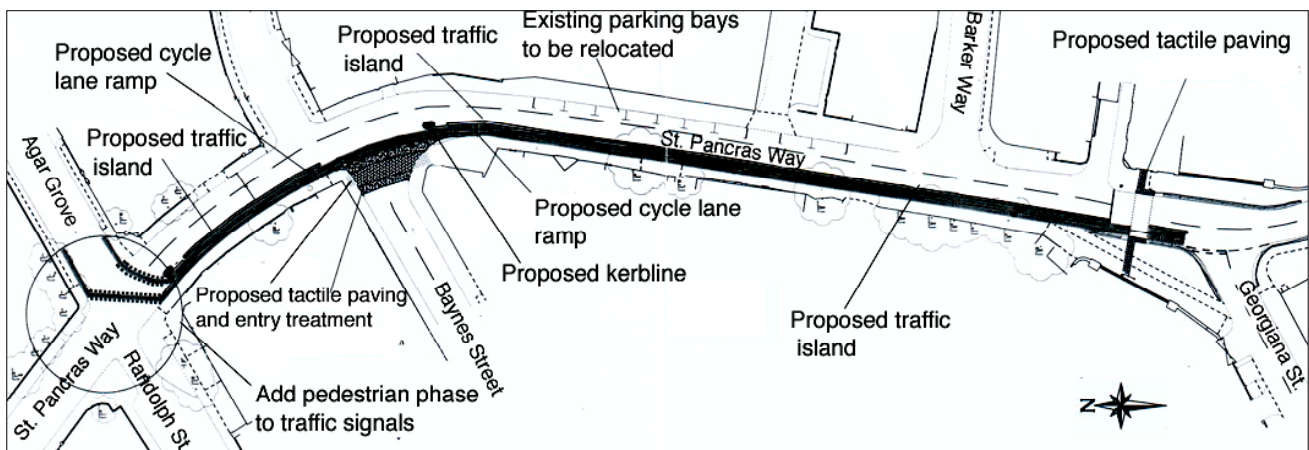 Existing parking bays
to be relocated
Proposed traffic
island
Proposed cycle
lane ramp
Barker Way
Proposed tactile paving
Proposed traffic
island
Agar Grove
St. Pancras Way
Proposed cycle lane
ramp
Proposed kerbline
Proposed tactile paving
and entry treatment
Baynes Street
Proposed traffic
island
Georgiana St.
St. Pancras Way
Randolph St.
Add pedestrian phase
to traffic signals
N